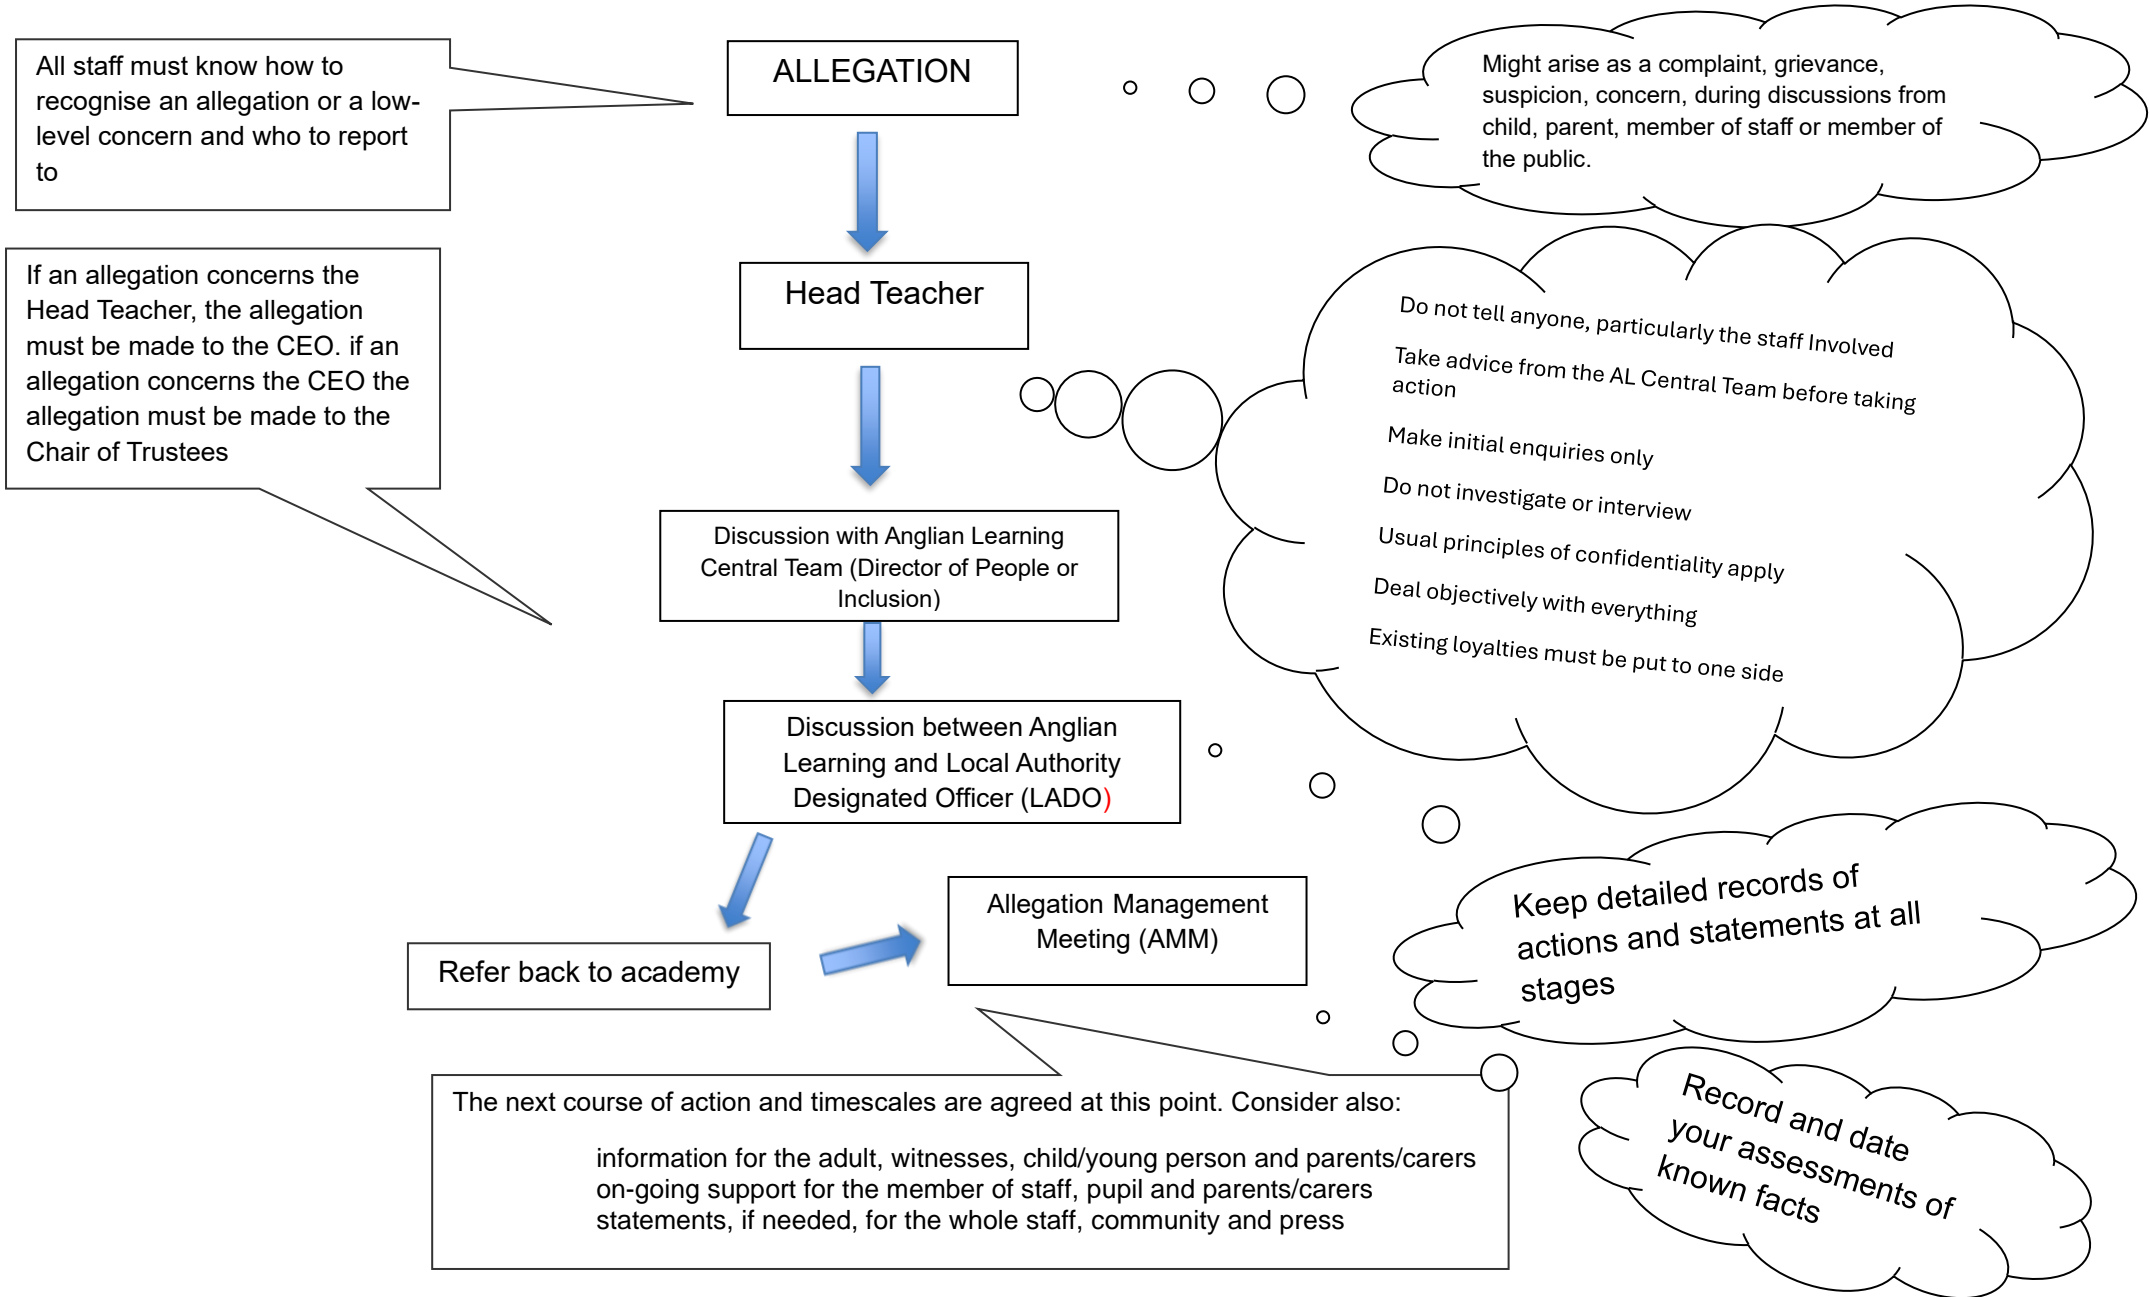 All staff must know how to
recognise an allegation or a low-
level concern and who to report
to
ALLEGATION
Might arise as a complaint, grievance,
suspicion, concern, during discussions from
child, parent, member of staff or member of
the public.
If an allegation concerns the
Head Teacher, the allegation
must be made to the CEO. if an
allegation concerns the CEO the
allegation must be made to the
Chair of Trustees
Head Teacher
Do not tell anyone, particularly the staff Involved
Take advice from the AL Central Team before taking
action
Make initial enquiries only
Do not investigate or interview
Usual principles of confidentiality apply
Deal objectively with everything
Existing loyalties must be put to one side
Discussion with Anglian Learning
Central Team (Director of People or
Inclusion)
Discussion between Anglian
Learning and Local Authority
Designated Officer (LADO)
Keep detailed records of
actions and statements at all
stages
Allegation Management
Meeting (AMM)
Refer back to academy
Record and date
your assessments of
known facts
The next course of action and timescales are agreed at this point. Consider also:
information for the adult, witnesses, child/young person and parents/carers
on-going support for the member of staff, pupil and parents/carers
statements, if needed, for the whole staff, community and press